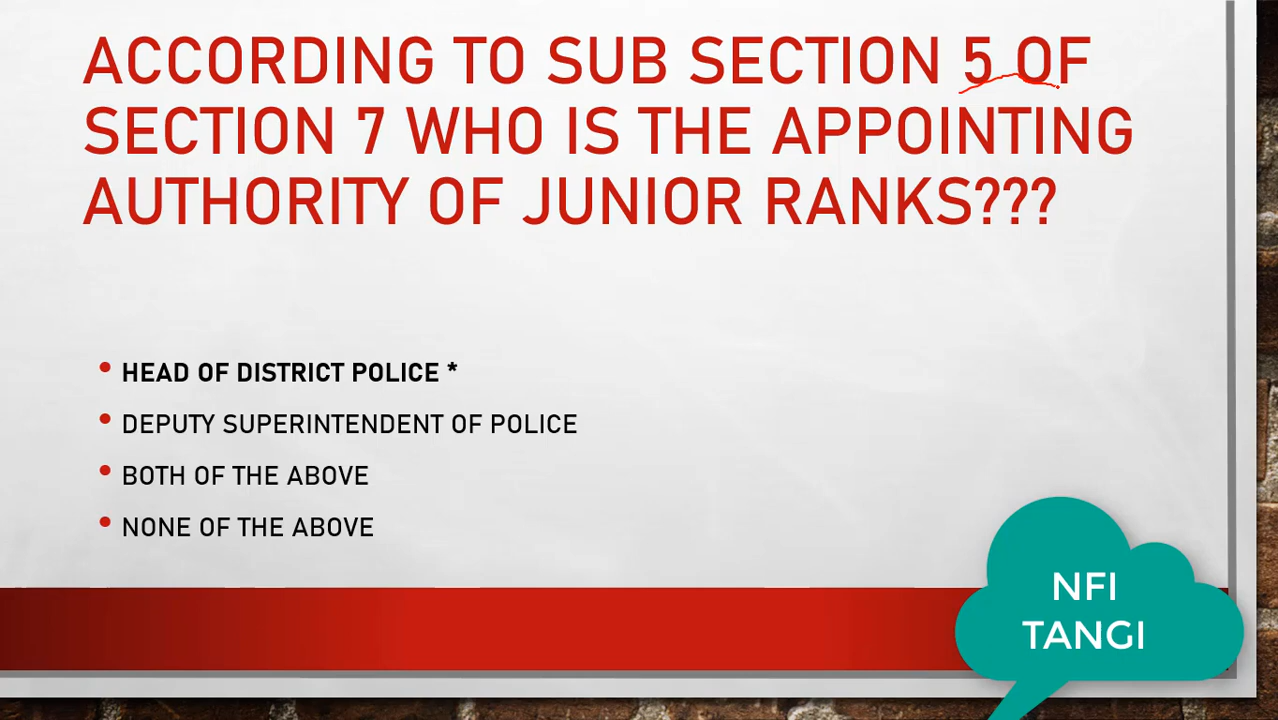 ACCORDING TO SUB SECTION 5 OF
SECTION 7 WHO IS THE APPOINTING
AUTHORITY OF JUNIOR RANKS???
• HEAD OF DISTRICT POLICE *
• DEPUTY SUPERINTENDENT OF POLICE
• BOTH OF THE ABOVE
• NONE OF THE ABOVE
NFI
TANGI